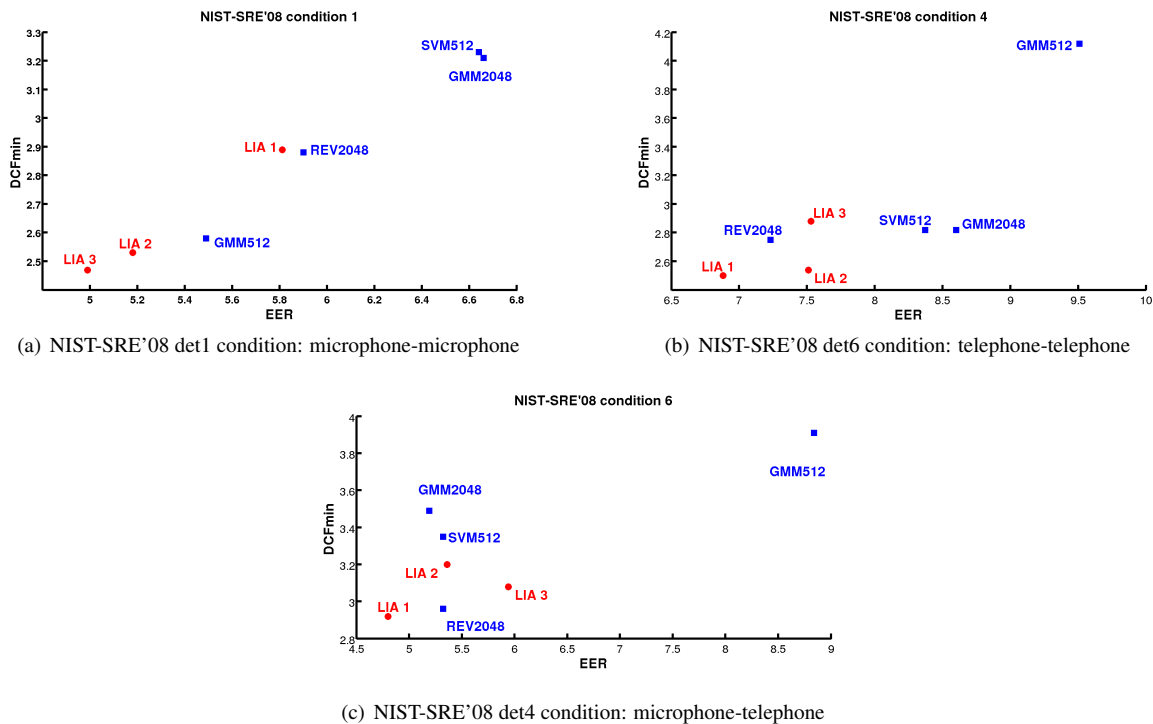 NIST-SRE'08 condition 1
3.3
3.2
3.1
3
2.9
2.8
2.7
2.6
2.5
DCFmin
SVM512
GMM2048
LIA 1
REV2048
LIA 2
GMM512
LIA 3
5 5.2 5.4 5.6 5.8 6 6.2 6.4 6.6 6.8
EER
(a) NIST-SRE’08 det1 condition: microphone-microphone
NIST-SRE'08 condition 4
4.2
4
3.8
3.6
3.4
3.2
3
2.8
2.6
DCFmin
GMM512
LIA 3
SVM512
GMM2048
REV2048
LIA 1
LIA 2
6.5 7 7.5 8 8.5 9 9.5 10
EER
(b) NIST-SRE’08 det6 condition: telephone-telephone
NIST-SRE'08 condition 6
4
3.8
3.6
3.4
3.2
3
2.8
DCFmin
GMM512
GMM2048
SVM512
LIA 2
LIA 3
LIA 1
REV2048
4.5 5 5.5 6 6.5 7 7.5 8 8.5 9
EER
(c) NIST-SRE’08 det4 condition: microphone-telephone